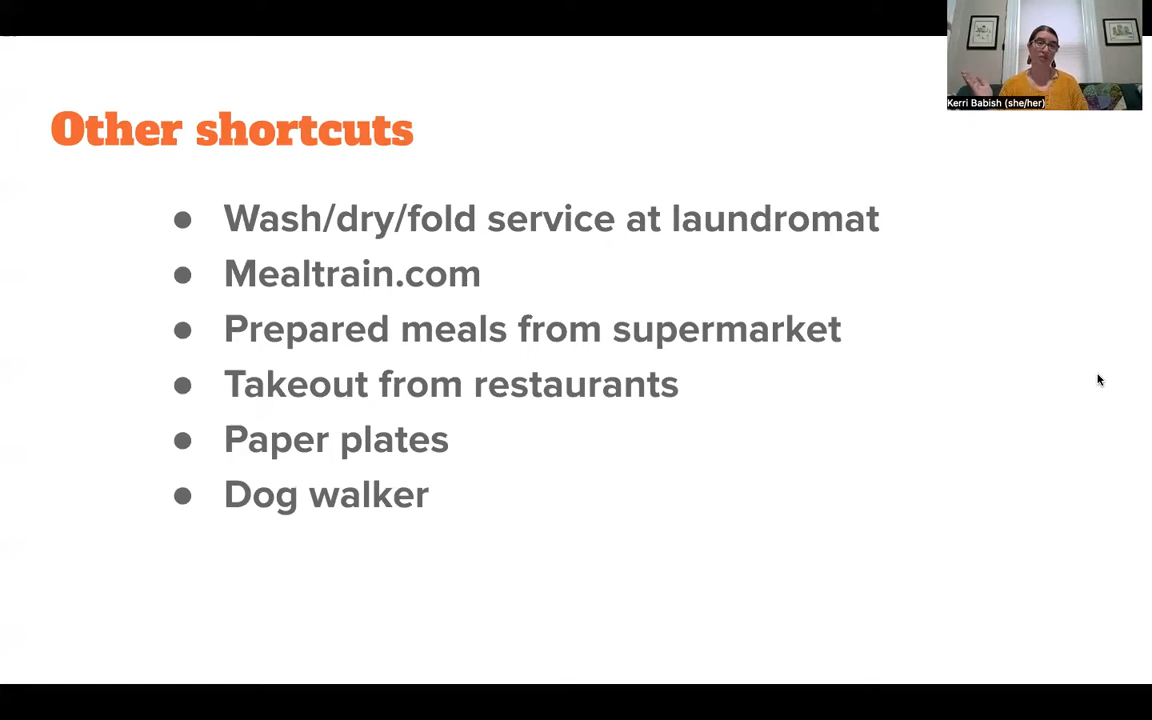 Other shortcuts
Wash/dry/fold service at laundromat
Mealtrain.com
Prepared meals from supermarket
Takeout from restaurants
Paper plates
Dog walker
Kerri Babish (she/her)